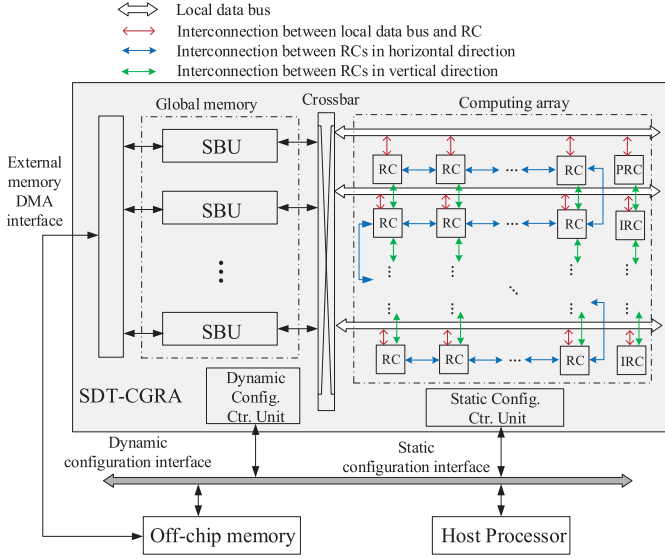 Local data bus
Interconnection between local data bus and RC
Interconnection between RCs in horizontal direction
Interconnection between RCs in vertical direction
Global memory
Crossbar
Computing array
External
memory
DMA
interface
SBU
SBU
SBU
RC
RC
RC
PRC
RC
RC
RC
IRC
RC
RC
RC
IRC
SDT-CGRA
Dynamic
Config.
Ctr. Unit
Static Config.
Ctr. Unit
Dynamic
configuration interface
Static
configuration interface
Off-chip memory
Host Processor